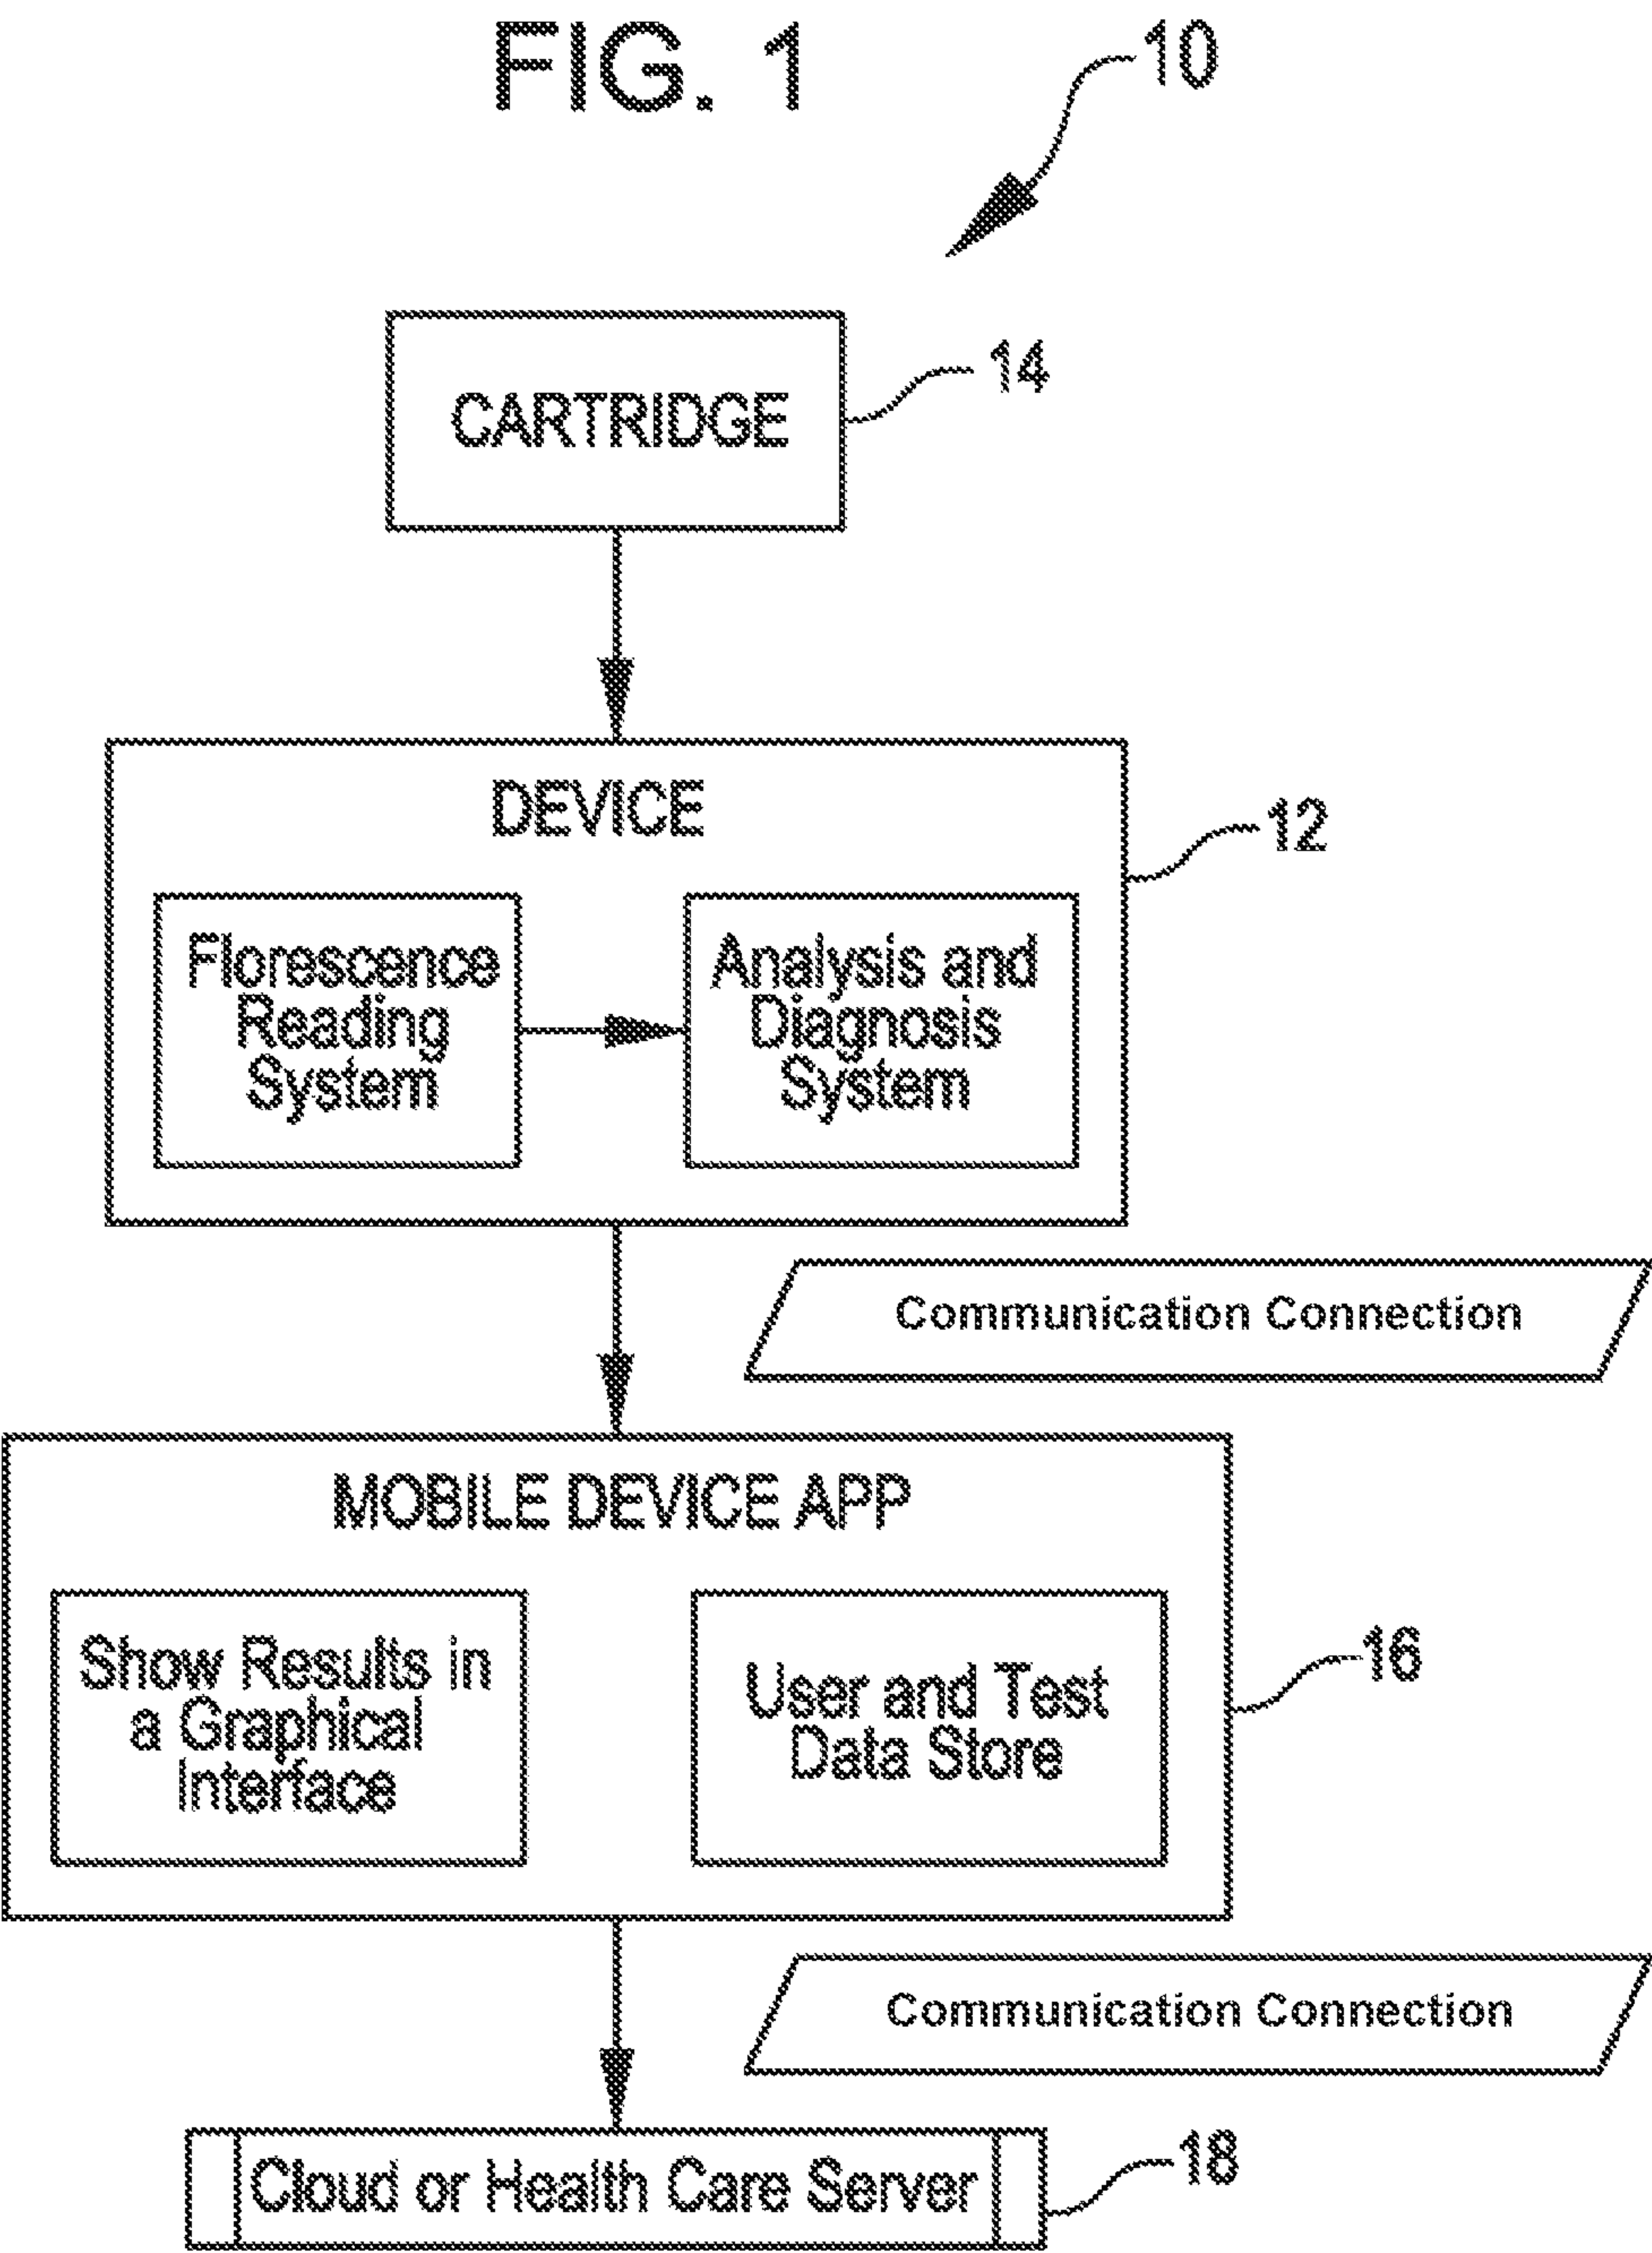 FIG. 1
10
CARTRIDGE
14
DEVICE
12
Florescence
Reading
System
Analysis and
Diagnosis
System
Communication Connection
MOBILE DEVICE APP
Show Results in
a Graphical
Interface
User and Test
Data Store
16
Communication Connection
Cloud or Health Care Server
18